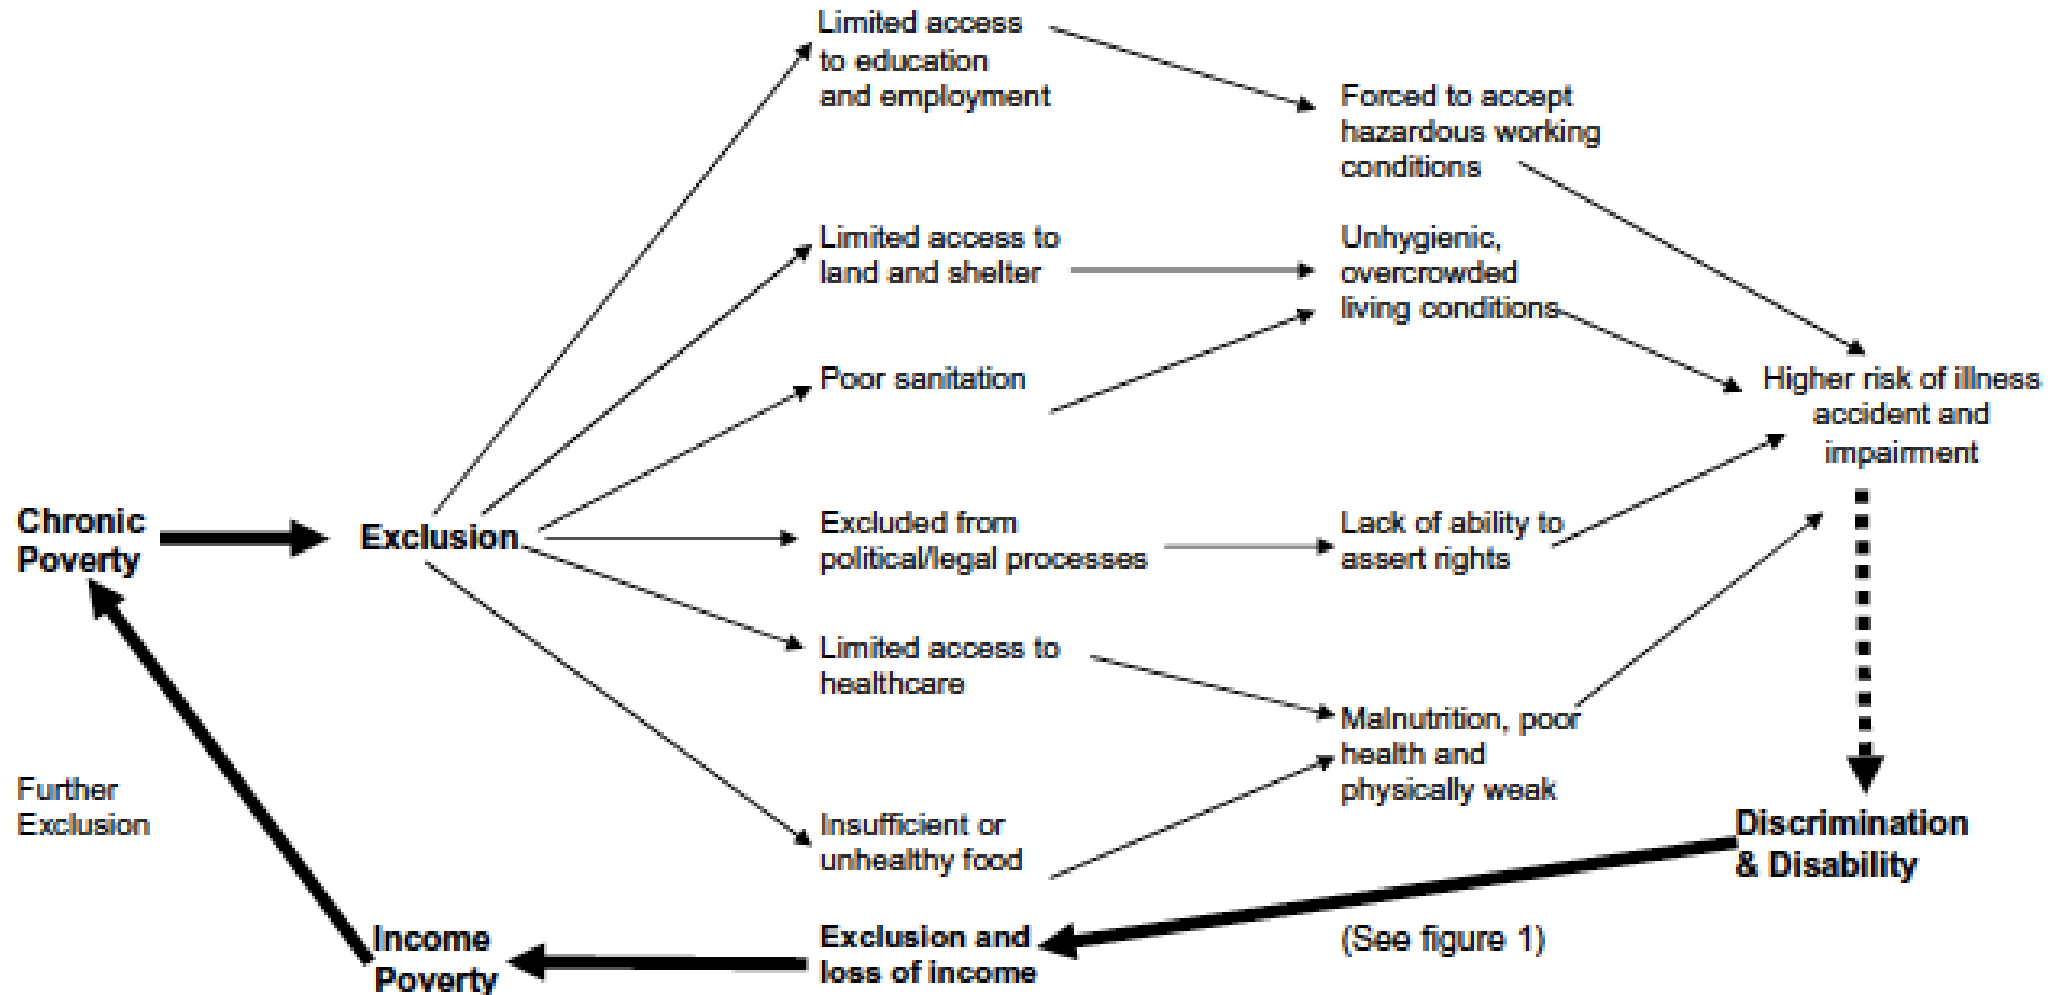 Limited access
to education
and employment
Forced to accept
hazardous working
conditions
Limited access to
land and shelter
Unhygienic,
overcrowded
living conditions
Poor sanitation
Higher risk of illness
accident and
impairment
Chronic
Poverty
Exclusion
Excluded from
political/legal processes
Lack of ability to
assert rights
Limited access to
healthcare
Malnutrition, poor
health and
physically weak
Further
Exclusion
Insufficient or
unhealthy food
Discrimination
& Disability
Income
Poverty
Exclusion and
loss of income
(See figure 1)